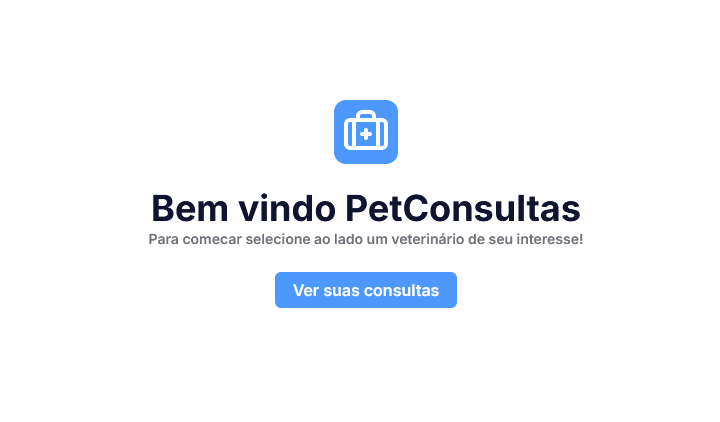 Bem vindo PetConsultas
Para comecar selecione ao lado um veterinário de seu interesse!
Ver suas consultas